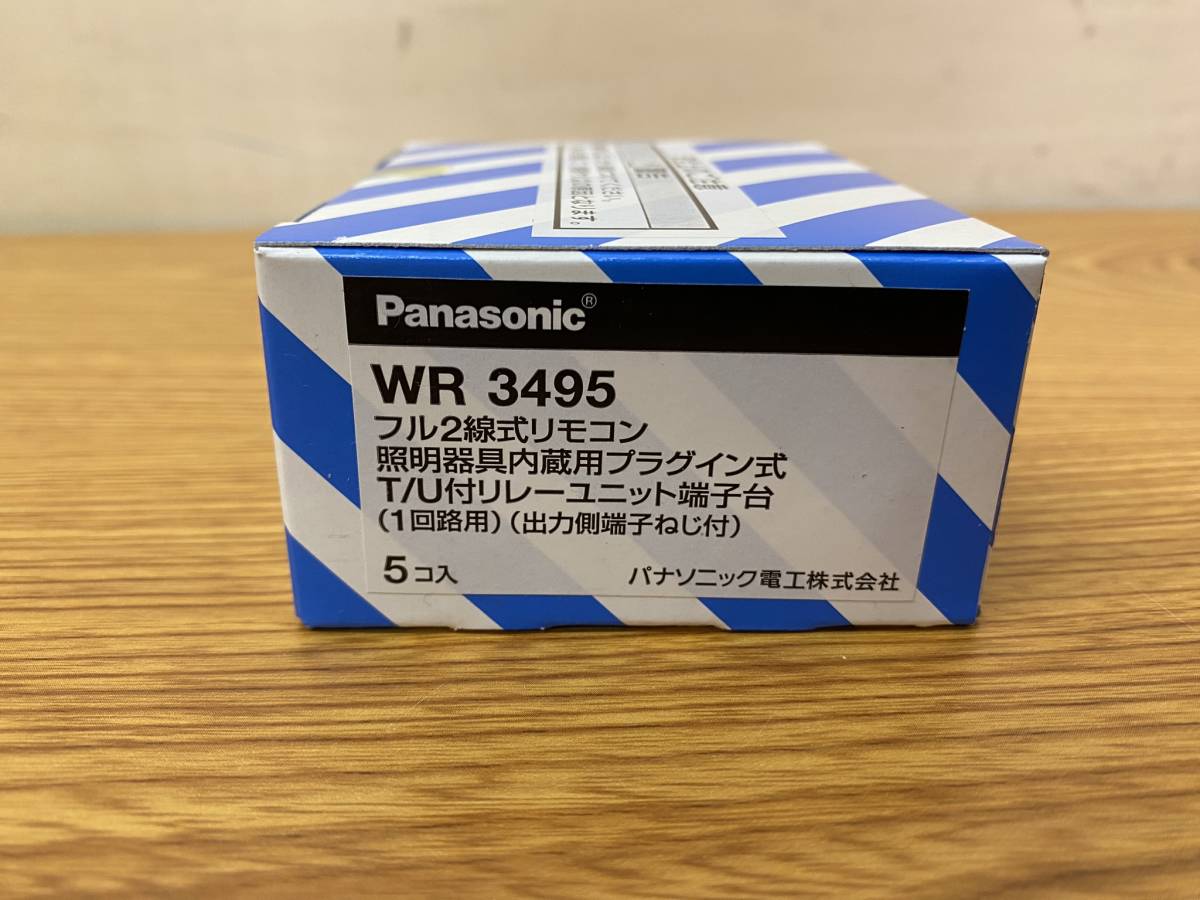 Panasonic®
WR 3495
フル2線式リモコン
照明器具内蔵用プラグイン式
T/U付リレーユニット端子台
(1回路用)(出力側端子ねじ付)
5コ入
パナソニック電工株式会社